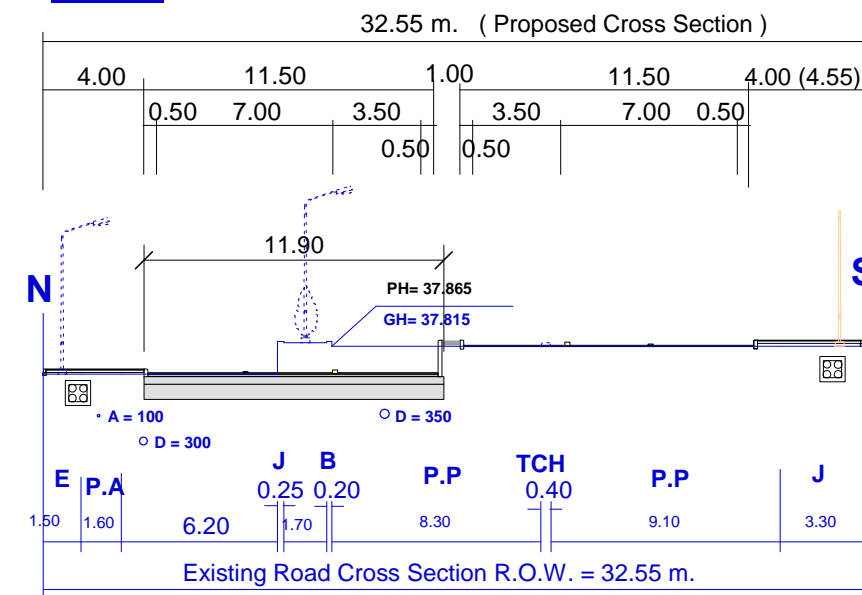 32.55 m. ( Proposed Cross Section )
4.00 11.50 1.00 11.50 4.00 (4.55)
0.50 7.00 3.50 3.50 7.00 0.50
0.50 0.50
11.90
N
PH= 37.865
GH= 37.815
A = 100
D = 350
D = 300
E P.A J B P.P TCH P.P J
0.25 0.20 0.40
1.50 1.60 6.20 1.70 8.30 9.10 3.30
Existing Road Cross Section R.O.W. = 32.55 m.